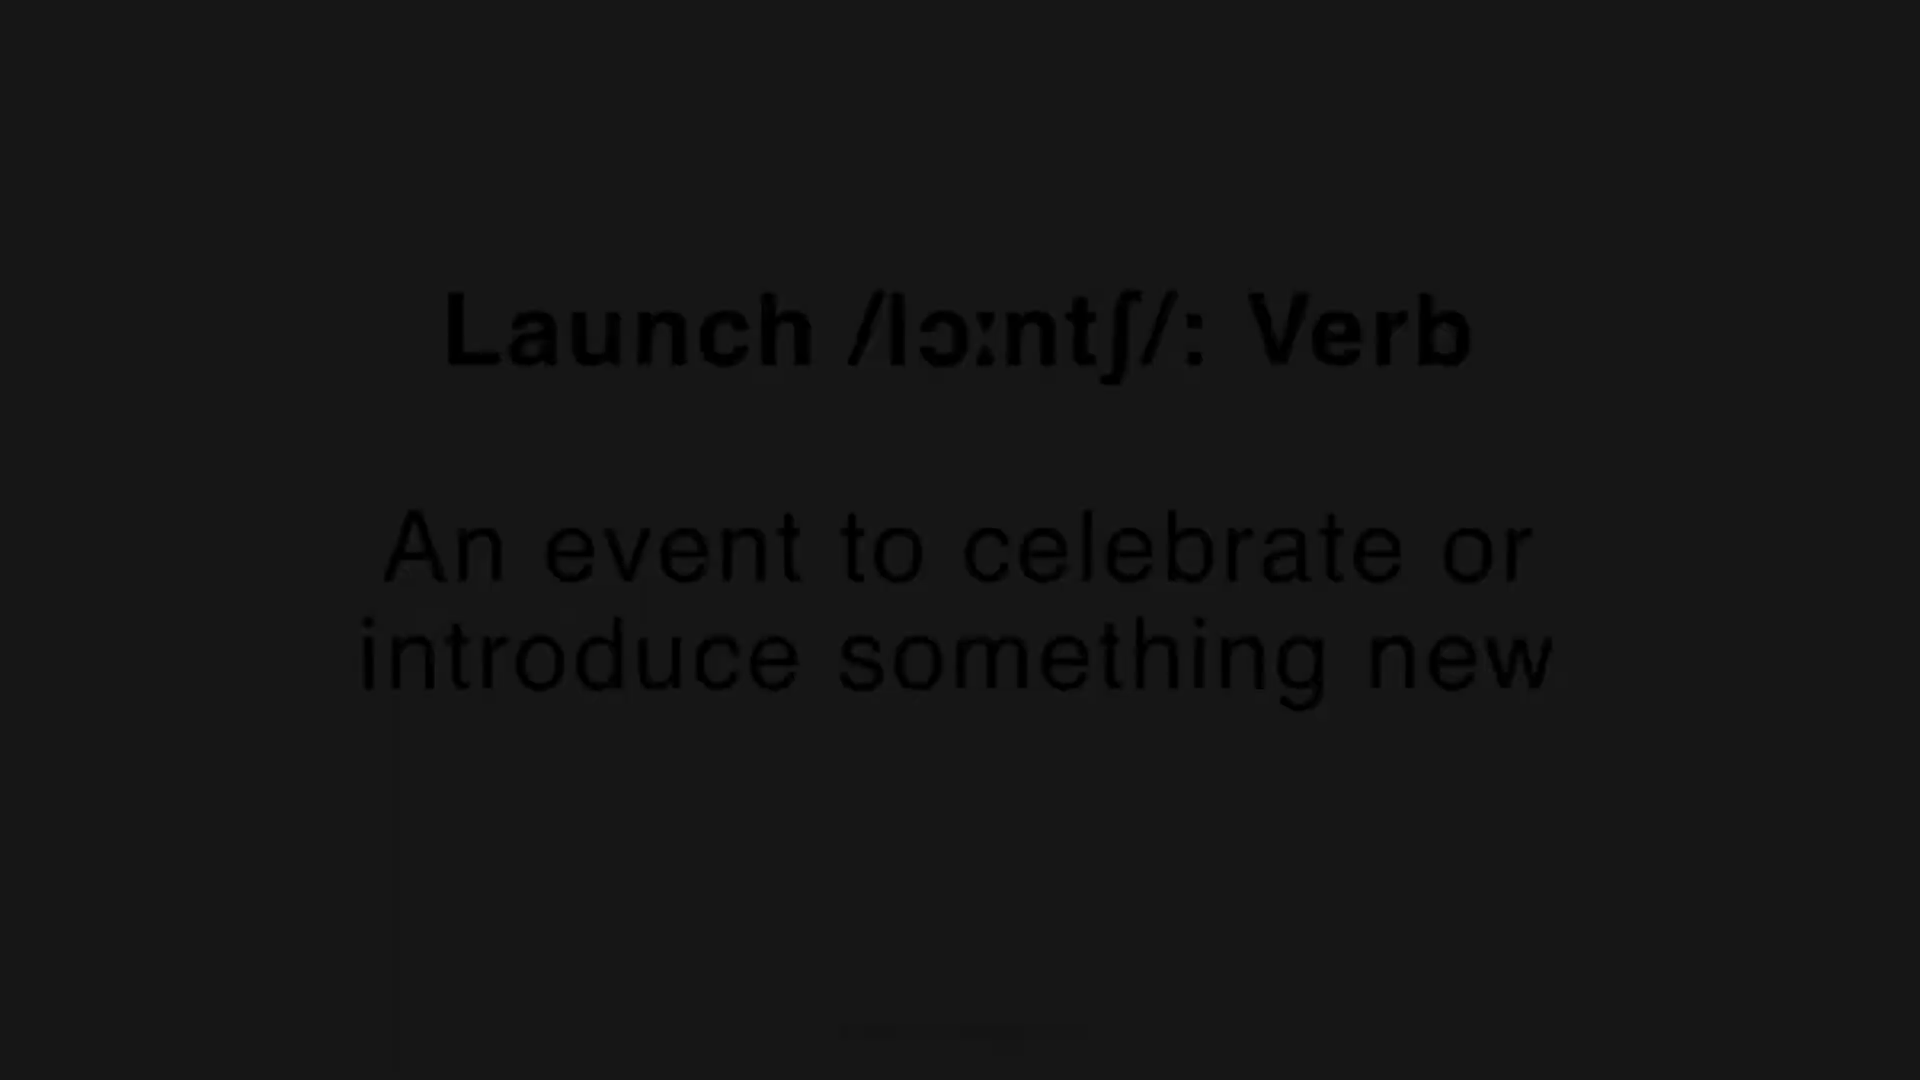 Launch /lɔːntʃ/: Verb
An event to celebrate or
introduce something new